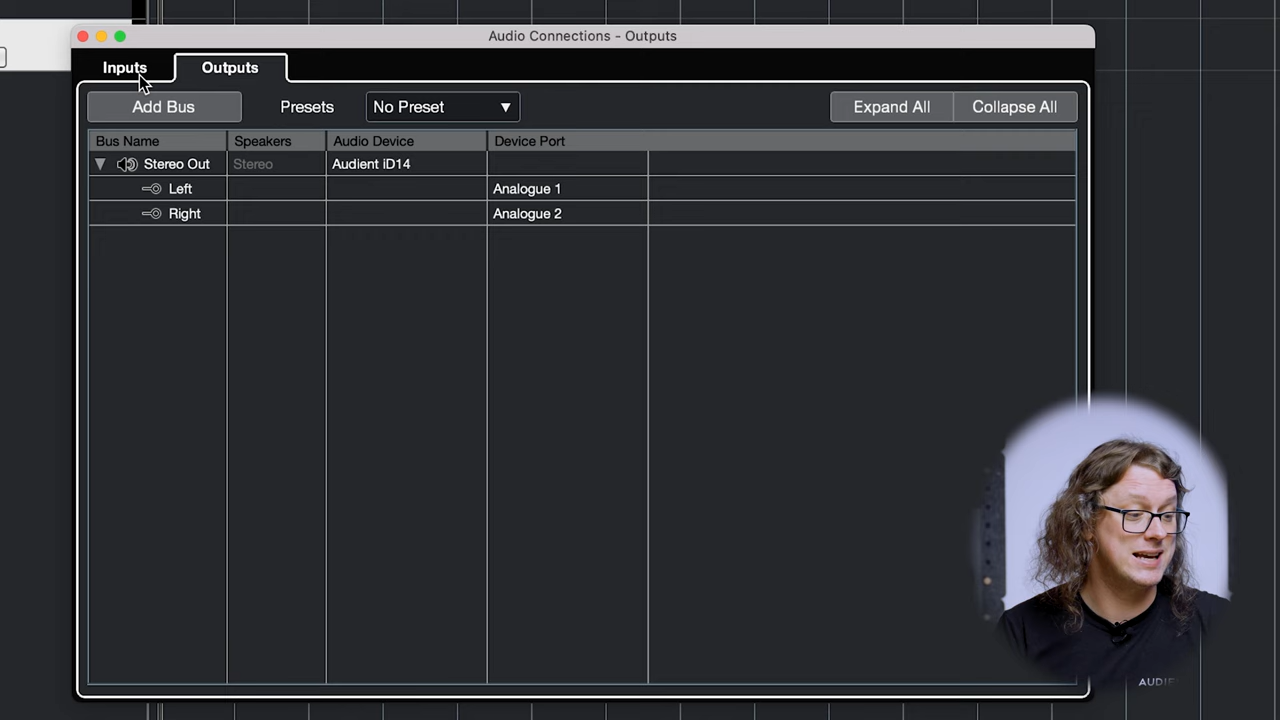 Audio Connections - Outputs
Inputs Outputs
Add Bus Presets No Preset Expand All Collapse All
Bus Name Speakers Audio Device Device Port
Stereo Out Stereo Audient iD14
Left Analogue 1
Right Analogue 2
AUDIE